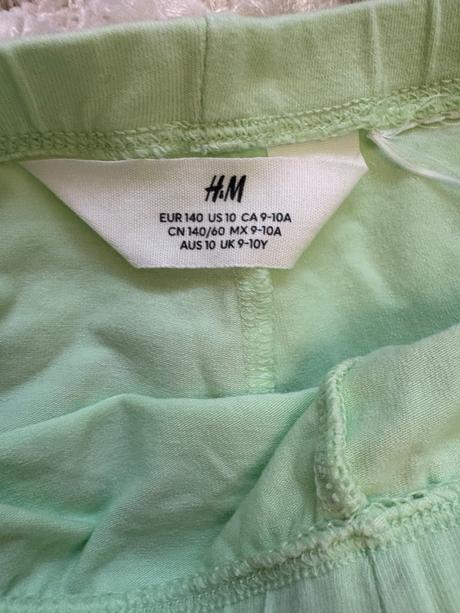 H&M
EUR 140 US 10 CA 9-10A
CN 140/60 MX 9-10A
AUS 10 UK 9-10Y